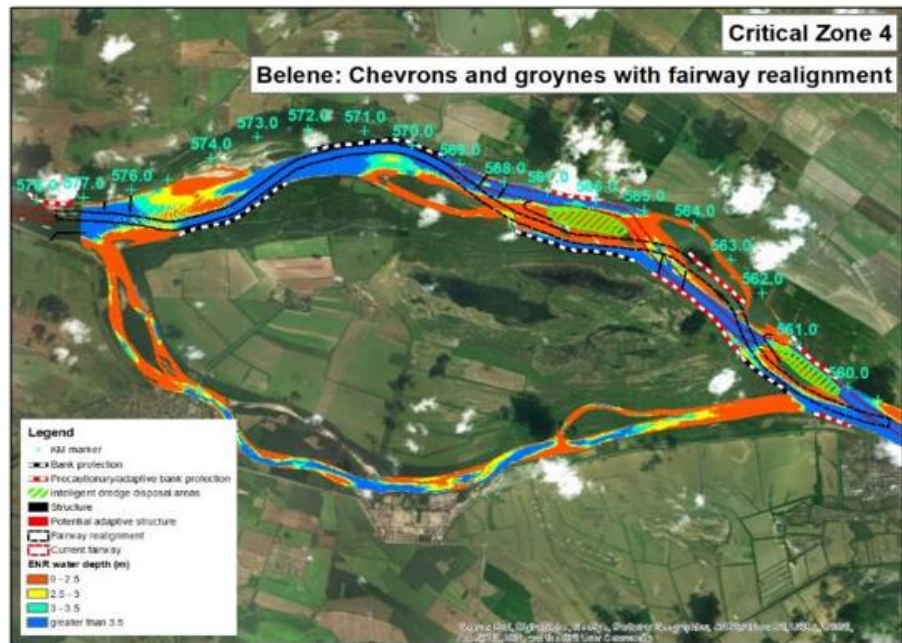 Critical Zone 4
Belene: Chevrons and groynes with fairway realignment
577.0
576.0
574.0
573.0
572.0
571.0
570.0
569.0
568.0
565.0
564.0
563.0
562.0
561.0
560.0
Legend
KM marker
Bank protection
Precautionary/adaptive bank protection
Intelligent dredge disposal areas
Structure
Potential adaptive structure
Fairway realignment
Current fairway
ENR water depth (m)
0 - 2.5
2.5 - 3
3 - 3.5
greater than 3.5